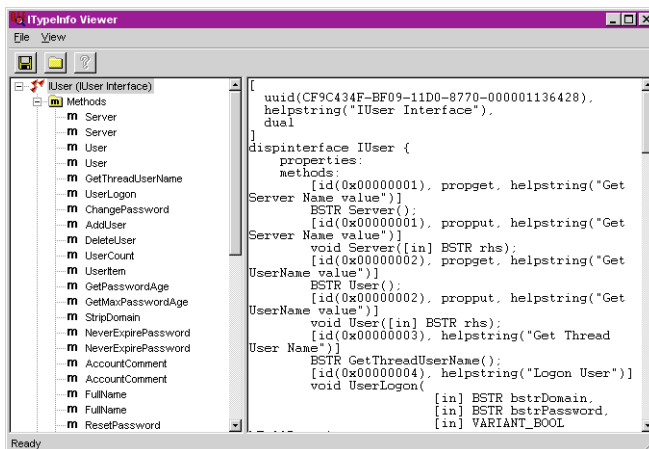 ITypeInfo Viewer
File View
IUser (IUser Interface)
Methods
m Server
m Server
m User
m User
m GetThreadUserName
m UserLogon
m ChangePassword
m AddUser
m DeleteUser
m UserCount
m UserItem
m GetPasswordAge
m GetMaxPasswordAge
m StripDomain
m NeverExpirePassword
m NeverExpirePassword
m AccountComment
m AccountComment
m FullName
m FullName
m ResetPassword
[
uuid(CF9C434F-BF09-11D0-8770-000001136428),
helpstring("IUser Interface"),
dual
]
dispinterface IUser {
properties:
methods:
[id(0x00000001), propget, helpstring("Get
Server Name value")]
BSTR Server();
[id(0x00000001), propput, helpstring("Get
Server Name value")]
void Server([in] BSTR rhs);
[id(0x00000002), propget, helpstring("Get
UserName value")]
BSTR User();
[id(0x00000002), propput, helpstring("Get
UserName value")]
void User([in] BSTR rhs);
[id(0x00000003), helpstring("Get Thread
User Name")]
BSTR GetThreadUserName();
[id(0x00000004), helpstring("Logon User")]
void UserLogon(
[in] BSTR bstrDomain,
[in] BSTR bstrPassword,
[in] VARIANT_BOOL
Ready